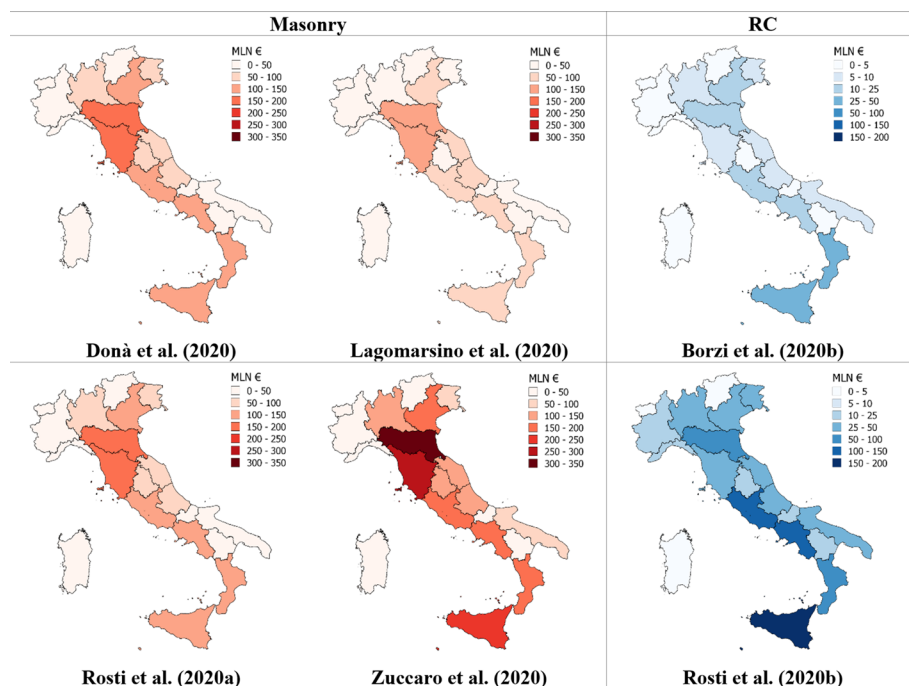 Masonry
RC
MLN €
0 - 50
50 - 100
100 - 150
150 - 200
200 - 250
250 - 300
300 - 350
MLN €
0 - 50
50 - 100
100 - 150
150 - 200
200 - 250
250 - 300
300 - 350
MLN €
0 - 5
5 - 10
10 - 25
25 - 50
50 - 100
100 - 150
150 - 200
Donà et al. (2020)
Lagomarsino et al. (2020)
Borzi et al. (2020b)
MLN €
0 - 50
50 - 100
100 - 150
150 - 200
200 - 250
250 - 300
300 - 350
MLN €
0 - 50
50 - 100
100 - 150
150 - 200
200 - 250
250 - 300
300 - 350
MLN €
0 - 5
5 - 10
10 - 25
25 - 50
50 - 100
100 - 150
150 - 200
Rosti et al. (2020a)
Zuccaro et al. (2020)
Rosti et al. (2020b)